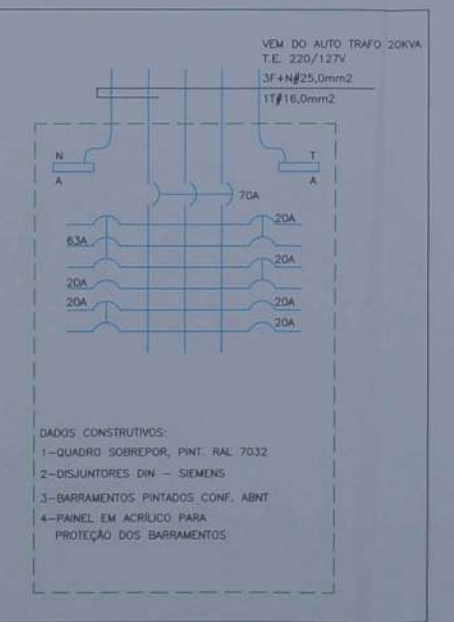 VEM DO AUTO TRAFO 20KVA
T.E. 220/127V
3F+N#25,0mm2
1T#16,0mm2
N
T
A
A
70A
20A
63A
20A
20A
20A
20A
20A
DADOS CONSTRUTIVOS:
1-QUADRO SOBREPOR, PINT. RAL 7032
2-DISJUNTORES DIN - SIEMENS
3-BARRAMENTOS PINTADOS CONF. ABNT
4-PAINEL EM ACRÍLICO PARA
PROTEÇÃO DOS BARRAMENTOS